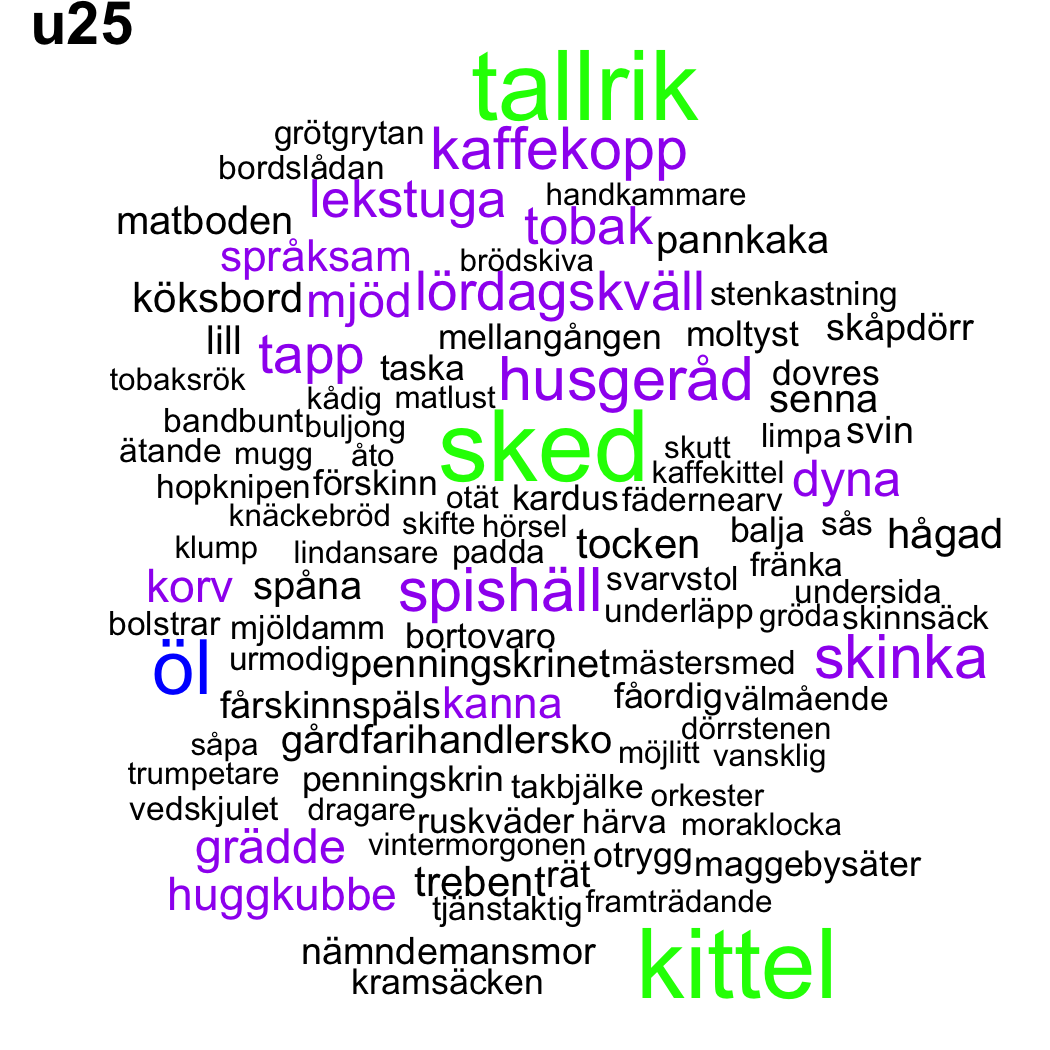 u25
tallrik
grötgrytan kaffekopp
bordslådan
lekstuga handkammare
matboden tobak pannkaka
språksam brödskiva
köksbord mjöd lördagskväll stenkastning
lill mellangången moltyst skåpdörr
tapp taska
tobaksrök husgeråd dovres
kådig matlust senna
bandbunt buljong sked limpa svin
ätande mugg åto skutt
hopknipen förskinn kaffekittel dyna
otät kardus fädernearv
knäckebröd skifte hörsel balja sås hågad
klump lindansare padda tocken fränka
korv spåna spishäll svarvstol undersida
bolstrar mjöldamm underläpp gröda skinnsäck
bortovaro
öl urmodig penningskrinet mästersmed skinka
fårskinnspäls kanna fåordig välmående
dörrstenen
såpa gårdfarihandlersko möjlitt vansklig
trumpetare penningskrin takbjälke orkester
vedskjulet dragare ruskväder härva moraklocka
grädde vintermorgonen otrygg maggebysäter
huggkubbe trebent rät
tjänstaktig framträdande
nämndemansmor kittel
kramsäcken